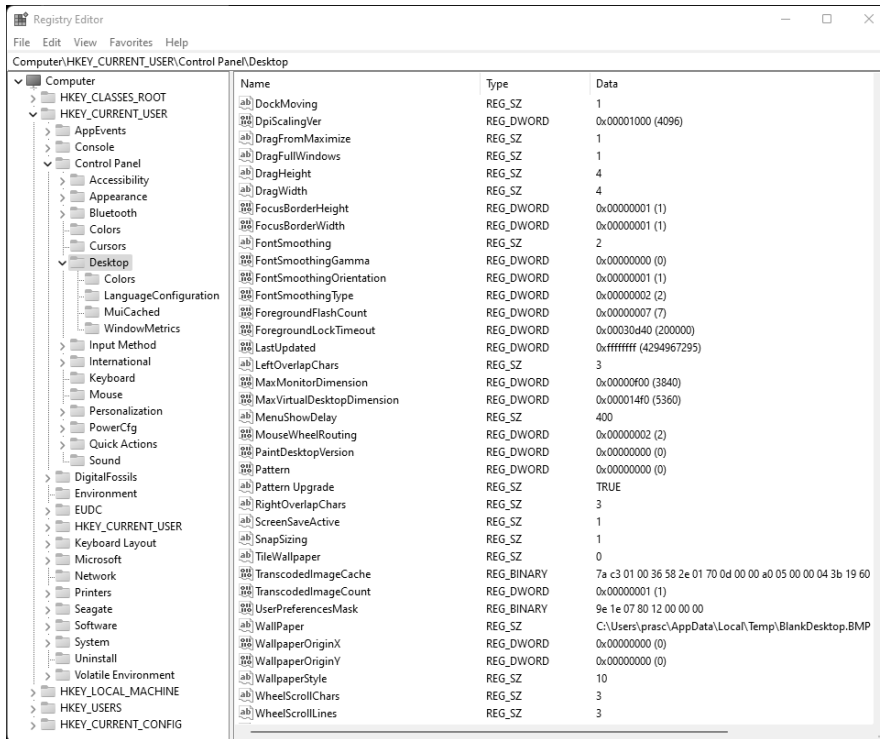 Registry Editor
File Edit View Favorites Help
Computer\HKEY_CURRENT_USER\Control Panel\Desktop
Computer
HKEY_CLASSES_ROOT
HKEY_CURRENT_USER
AppEvents
Console
Control Panel
Accessibility
Appearance
Bluetooth
Colors
Cursors
Desktop
Colors
LanguageConfiguration
MuiCached
WindowMetrics
Input Method
International
Keyboard
Mouse
Personalization
PowerCfg
Quick Actions
Sound
DigitalFossils
Environment
EUDC
HKEY_CURRENT_USER
Keyboard Layout
Microsoft
Network
Printers
Seagate
Software
System
Uninstall
Volatile Environment
HKEY_LOCAL_MACHINE
HKEY_USERS
HKEY_CURRENT_CONFIG
Name Type Data
DockMoving REG_SZ 1
DpiScalingVer REG_DWORD 0x00001000 (4096)
DragFromMaximize REG_SZ 1
DragFullWindows REG_SZ 1
DragHeight REG_SZ 4
DragWidth REG_SZ 4
FocusBorderHeight REG_DWORD 0x00000001 (1)
FocusBorderWidth REG_DWORD 0x00000001 (1)
FontSmoothing REG_SZ 2
FontSmoothingGamma REG_DWORD 0x00000000 (0)
FontSmoothingOrientation REG_DWORD 0x00000001 (1)
FontSmoothingType REG_DWORD 0x00000002 (2)
ForegroundFlashCount REG_DWORD 0x00000007 (7)
ForegroundLockTimeout REG_DWORD 0x00030d40 (200000)
LastUpdated REG_DWORD 0xffffffff (4294967295)
LeftOverlapChars REG_SZ 3
MaxMonitorDimension REG_DWORD 0x00000f00 (3840)
MaxVirtualDesktopDimension REG_DWORD 0x000014f0 (5360)
MenuShowDelay REG_SZ 400
MouseWheelRouting REG_DWORD 0x00000002 (2)
PaintDesktopVersion REG_DWORD 0x00000000 (0)
Pattern REG_DWORD 0x00000000 (0)
Pattern Upgrade REG_SZ TRUE
RightOverlapChars REG_SZ 3
ScreenSaveActive REG_SZ 1
SnapSizing REG_SZ 1
TileWallpaper REG_SZ 0
TranscodedImageCache REG_BINARY 7a c3 01 00 36 58 2e 01 70 0d 00 00 a0 05 00 00 04 3b 19 60
TranscodedImageCount REG_DWORD 0x00000001 (1)
UserPreferencesMask REG_BINARY 9e 1e 07 80 12 00 00 00
WallPaper REG_SZ C:\Users\prasc\AppData\Local\Temp\BlankDesktop.BMP
WallpaperOriginX REG_DWORD 0x00000000 (0)
WallpaperOriginY REG_DWORD 0x00000000 (0)
WallpaperStyle REG_SZ 10
WheelScrollChars REG_SZ 3
WheelScrollLines REG_SZ 3